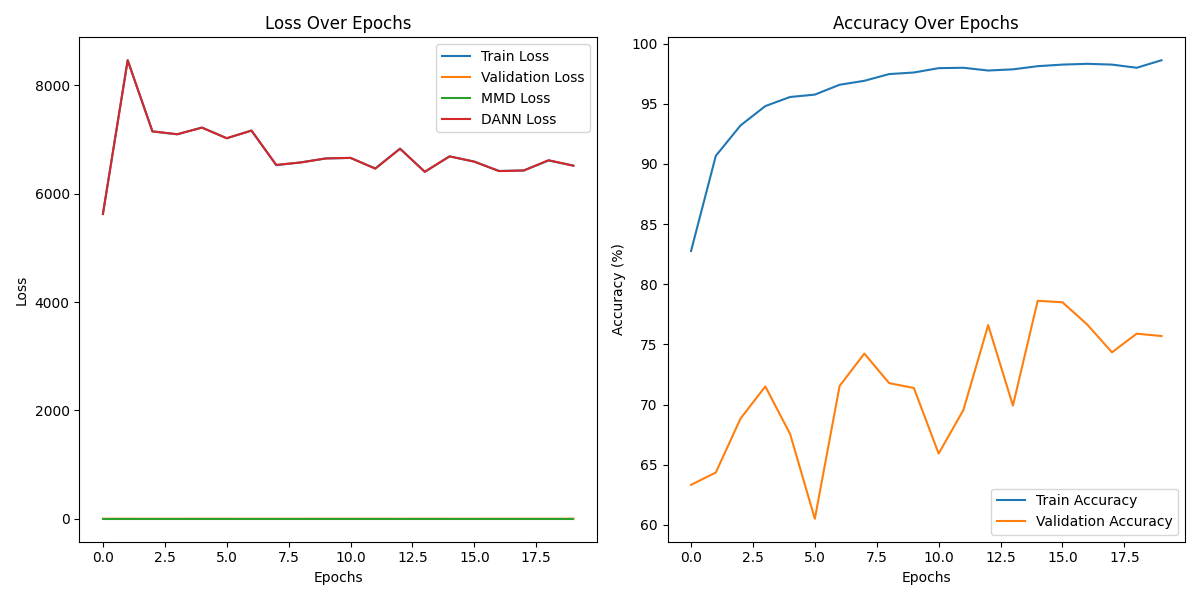 Loss Over Epochs
Train Loss
Validation Loss
MMD Loss
DANN Loss
8000
6000
4000
2000
0
Loss
0.0 2.5 5.0 7.5 10.0 12.5 15.0 17.5
Epochs
Accuracy Over Epochs
100
95
90
85
80
75
70
65
60
Accuracy (%)
Train Accuracy
Validation Accuracy
0.0 2.5 5.0 7.5 10.0 12.5 15.0 17.5
Epochs